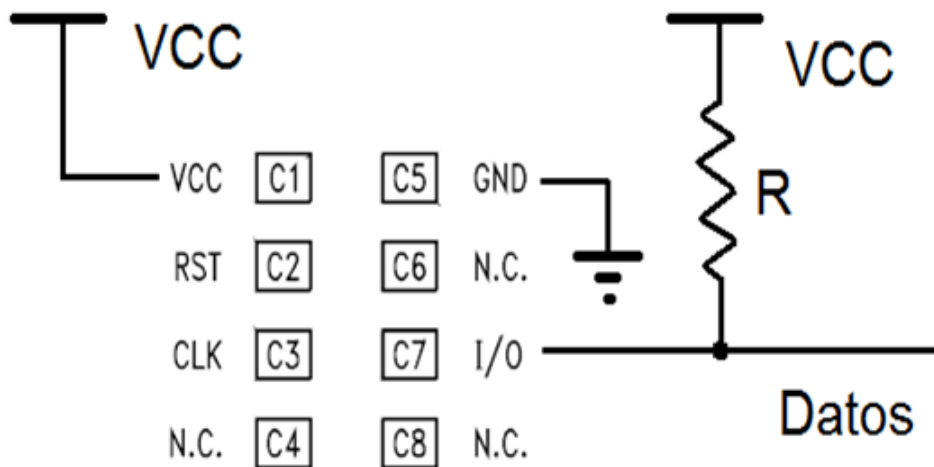 VCC VCC
VCC C1 C5 GND R
RST C2 C6 N.C.
CLK C3 C7 I/O
Datos
N.C. C4 C8 N.C.